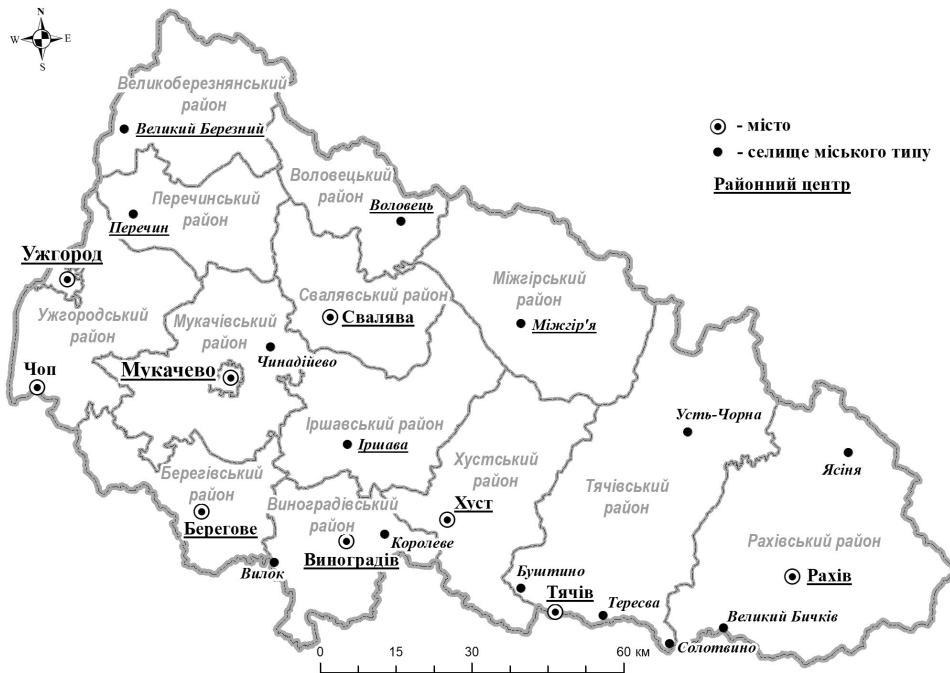 N
W E
S
Великоберезнянський
район
Великий Березний
- місто
- селище міського типу
Районний центр
Воловецький
район
Воловець
Перечинський
район
Перечин
Ужгород
Ужгородський
район
Свалявський район
Свалява
Міжгірський
район
Міжгір'я
Мукачівський
район
Чинадійево
Чоп
Мукачево
Іршавський район
Іршава
Усть-Чорна
Ясіня
Берегівський
район
Берегове
Виноградівський
район
Виноградів
Королеве
Вилок
Хустський
район
Хуст
Тячівський
район
Буштино
Тячів
Тересва
Рахівський район
Рахів
Великий Бичків
Солотвино
0 15 30 60 км